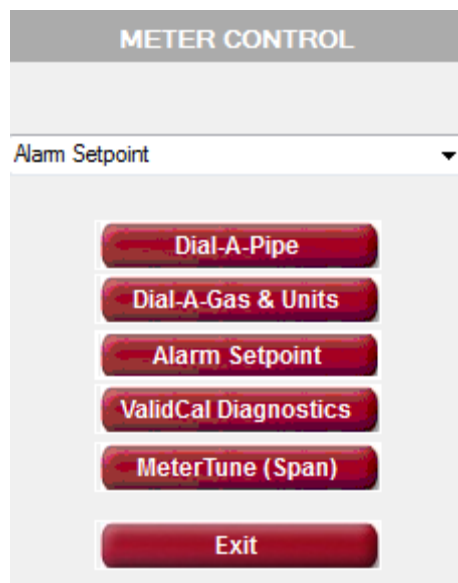 METER CONTROL
Alarm Setpoint
Dial-A-Pipe
Dial-A-Gas & Units
Alarm Setpoint
ValidCal Diagnostics
MeterTune (Span)
Exit